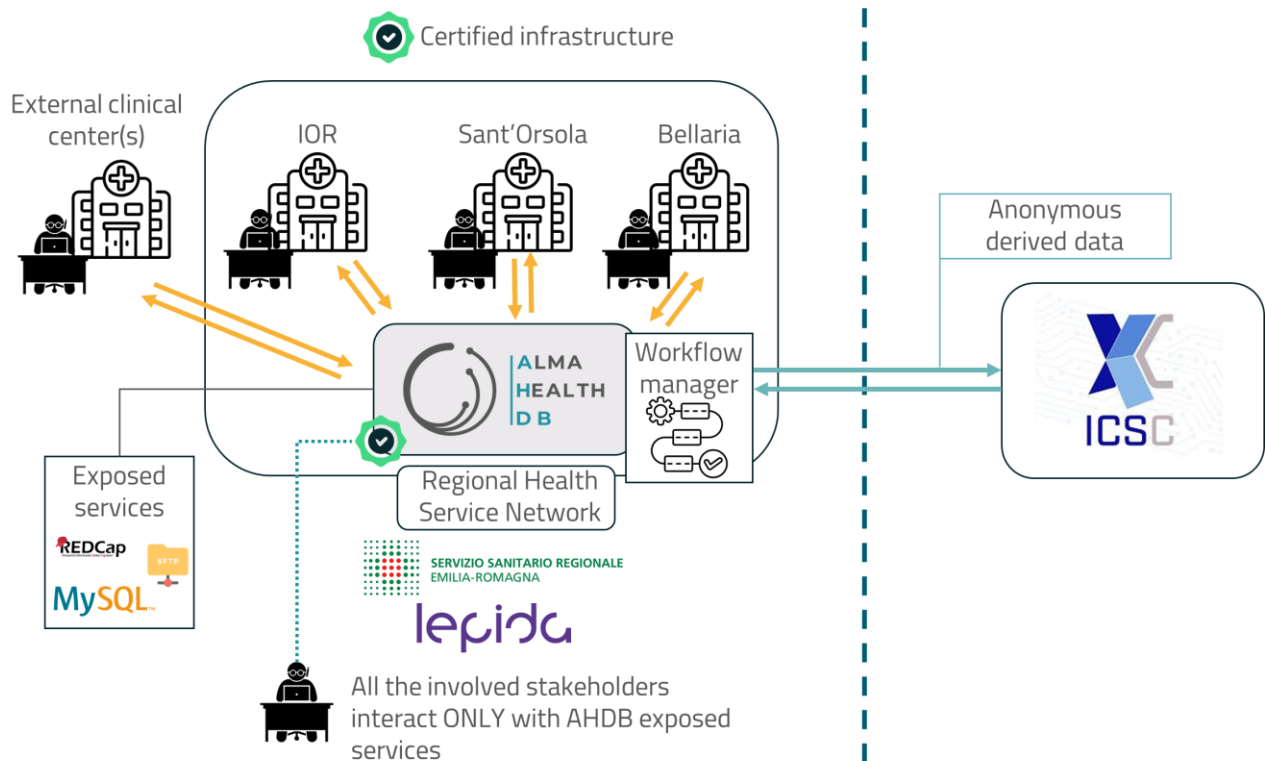 Certified infrastructure
External clinical
center(s)
IOR
Sant'Orsola
Bellaria
Anonymous
derived data
ALMA
HEALTH
DB
Workflow
manager
ICSC
Exposed
services
REDCap
SFTP
MySQL
Regional Health
Service Network
SERVIZIO SANITARIO REGIONALE
EMILIA-ROMAGNA
lepida
All the involved stakeholders
interact ONLY with AHDB exposed
services